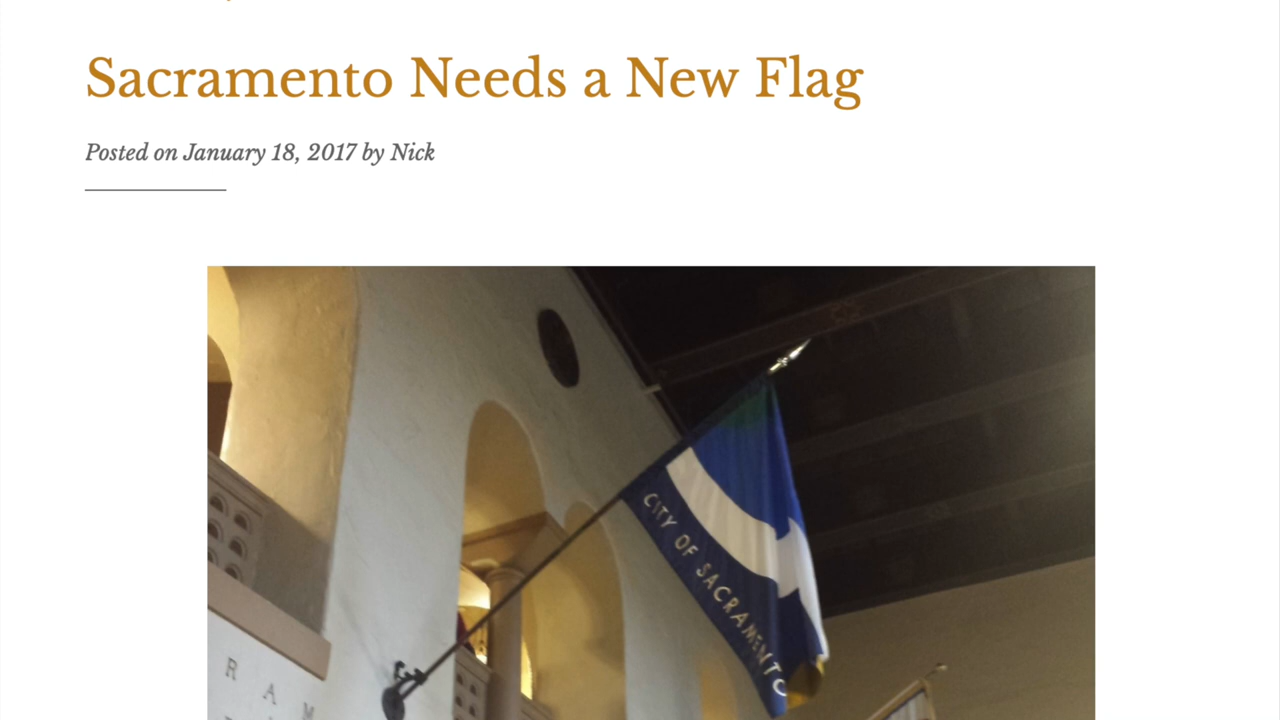 Sacramento Needs a New Flag
Posted on January 18, 2017 by Nick
CITY OF SACRAMENTO
R A M